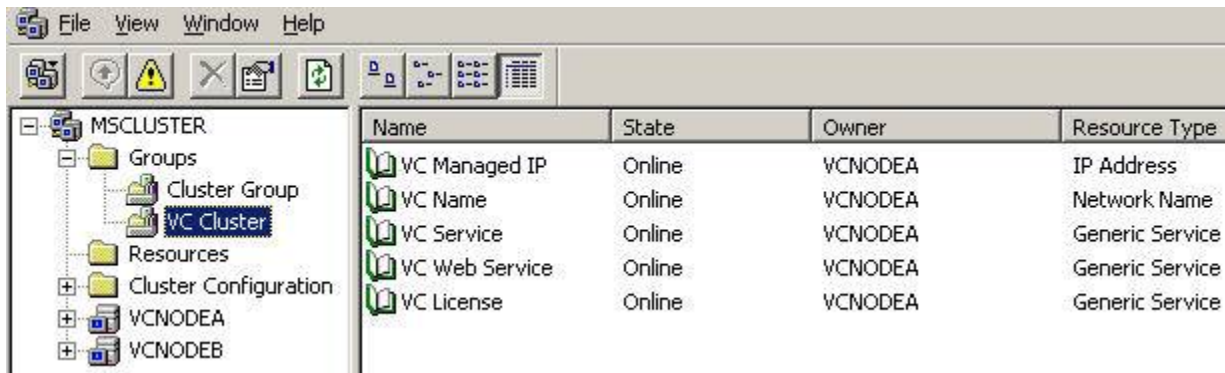 File View Window Help
MSCLUSTER
Groups
Cluster Group
VC Cluster
Resources
Cluster Configuration
VCNODEA
VCNODEB
Name State Owner Resource Type
VC Managed IP Online VCNODEA IP Address
VC Name Online VCNODEA Network Name
VC Service Online VCNODEA Generic Service
VC Web Service Online VCNODEA Generic Service
VC License Online VCNODEA Generic Service